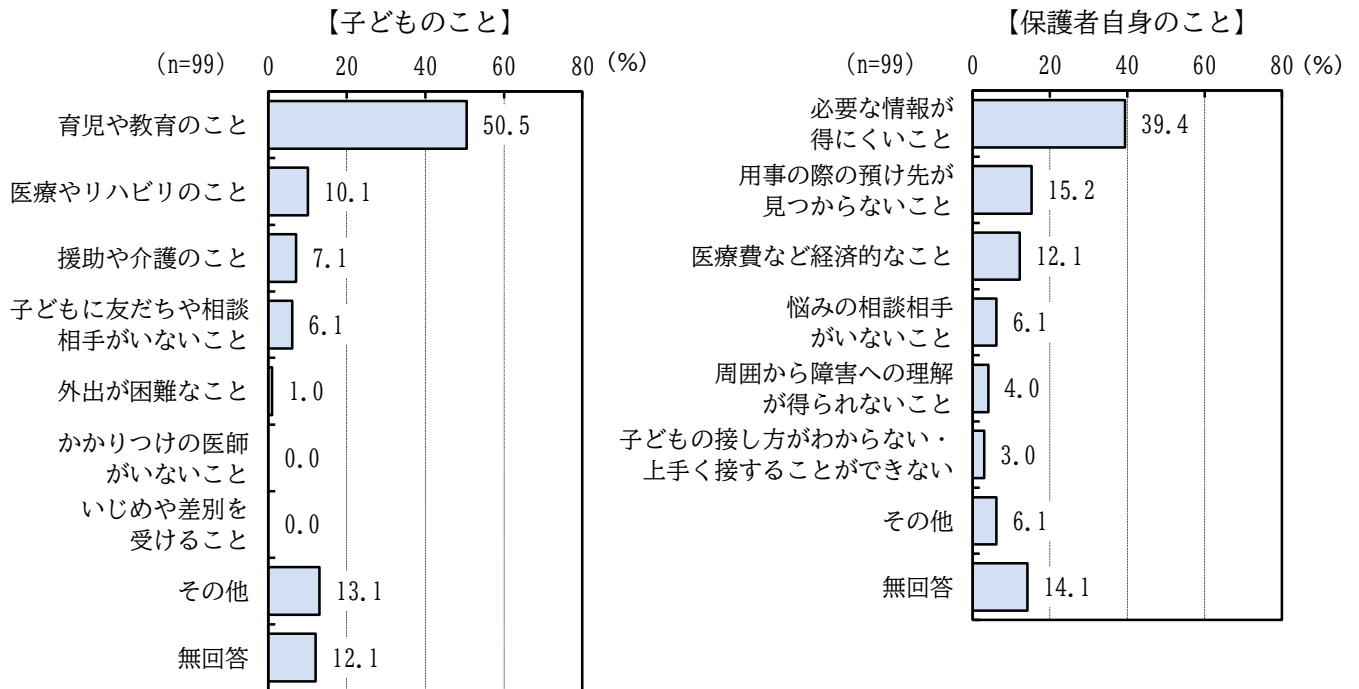 【子どものこと】
(n=99) 0 20 40 60 80 (%)
育児や教育のこと 50.5
医療やリハビリのこと 10.1
援助や介護のこと 7.1
子どもに友だちや相談
相手がいないこと 6.1
外出が困難なこと 1.0
かかりつけの医師
がいないこと 0.0
いじめや差別を
受けること 0.0
その他 13.1
無回答 12.1
【保護者自身のこと】
(n=99) 0 20 40 60 80 (%)
必要な情報が
得にくいこと 39.4
用事の際の預け先が
見つからないこと 15.2
医療費など経済的なこと 12.1
悩みの相談相手
がいないこと 6.1
周囲から障害への理解
が得られないこと 4.0
子どもの接し方がわからない・
上手く接することができない 3.0
その他 6.1
無回答 14.1